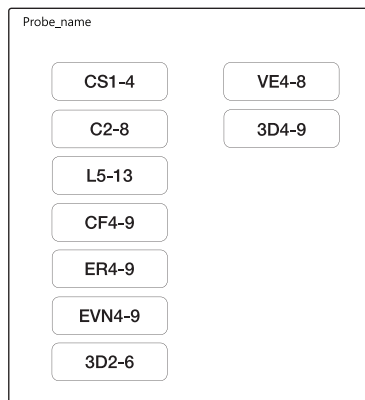 Probe_name
CS1-4
C2-8
L5-13
CF4-9
ER4-9
EVN4-9
3D2-6
VE4-8
3D4-9